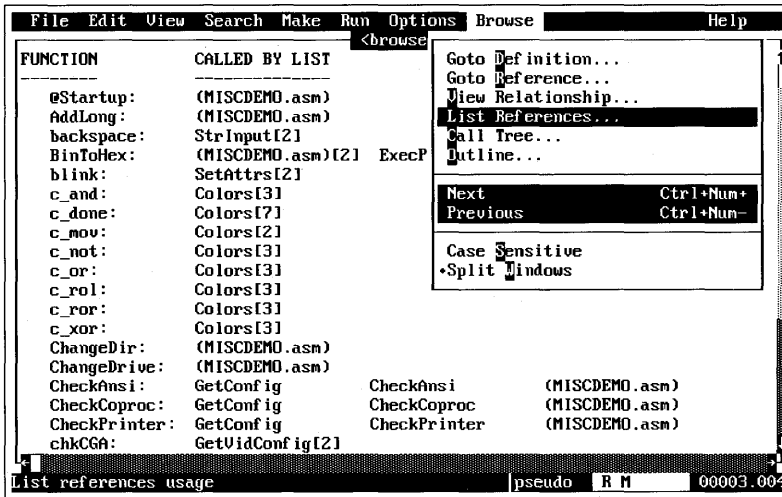 File Edit View Search Make Run Options Browse Help
<browse
FUNCTION CALLED BY LIST
-------- --------------
@Startup: (MISCDEMO.asm)
AddLong: (MISCDEMO.asm)
backspace: StrInput[2]
BinToHex: (MISCDEMO.asm)[2] ExecP
blink: SetAttrs[2]
c_and: Colors[3]
c_done: Colors[7]
c_mov: Colors[2]
c_not: Colors[3]
c_or: Colors[3]
c_rol: Colors[3]
c_ror: Colors[3]
c_xor: Colors[3]
ChangeDir: (MISCDEMO.asm)
ChangeDrive: (MISCDEMO.asm)
CheckAnsi: GetConfig CheckAnsi (MISCDEMO.asm)
CheckCoproc: GetConfig CheckCoproc (MISCDEMO.asm)
CheckPrinter: GetConfig CheckPrinter (MISCDEMO.asm)
chkCGA: GetVidConfig[2]
Goto Definition...
Goto Reference...
View Relationship...
List References...
Call Tree...
Outline...
Next Ctrl+Num+
Previous Ctrl+Num-
Case Sensitive
•Split Windows
List references usage pseudo R M 00003.004